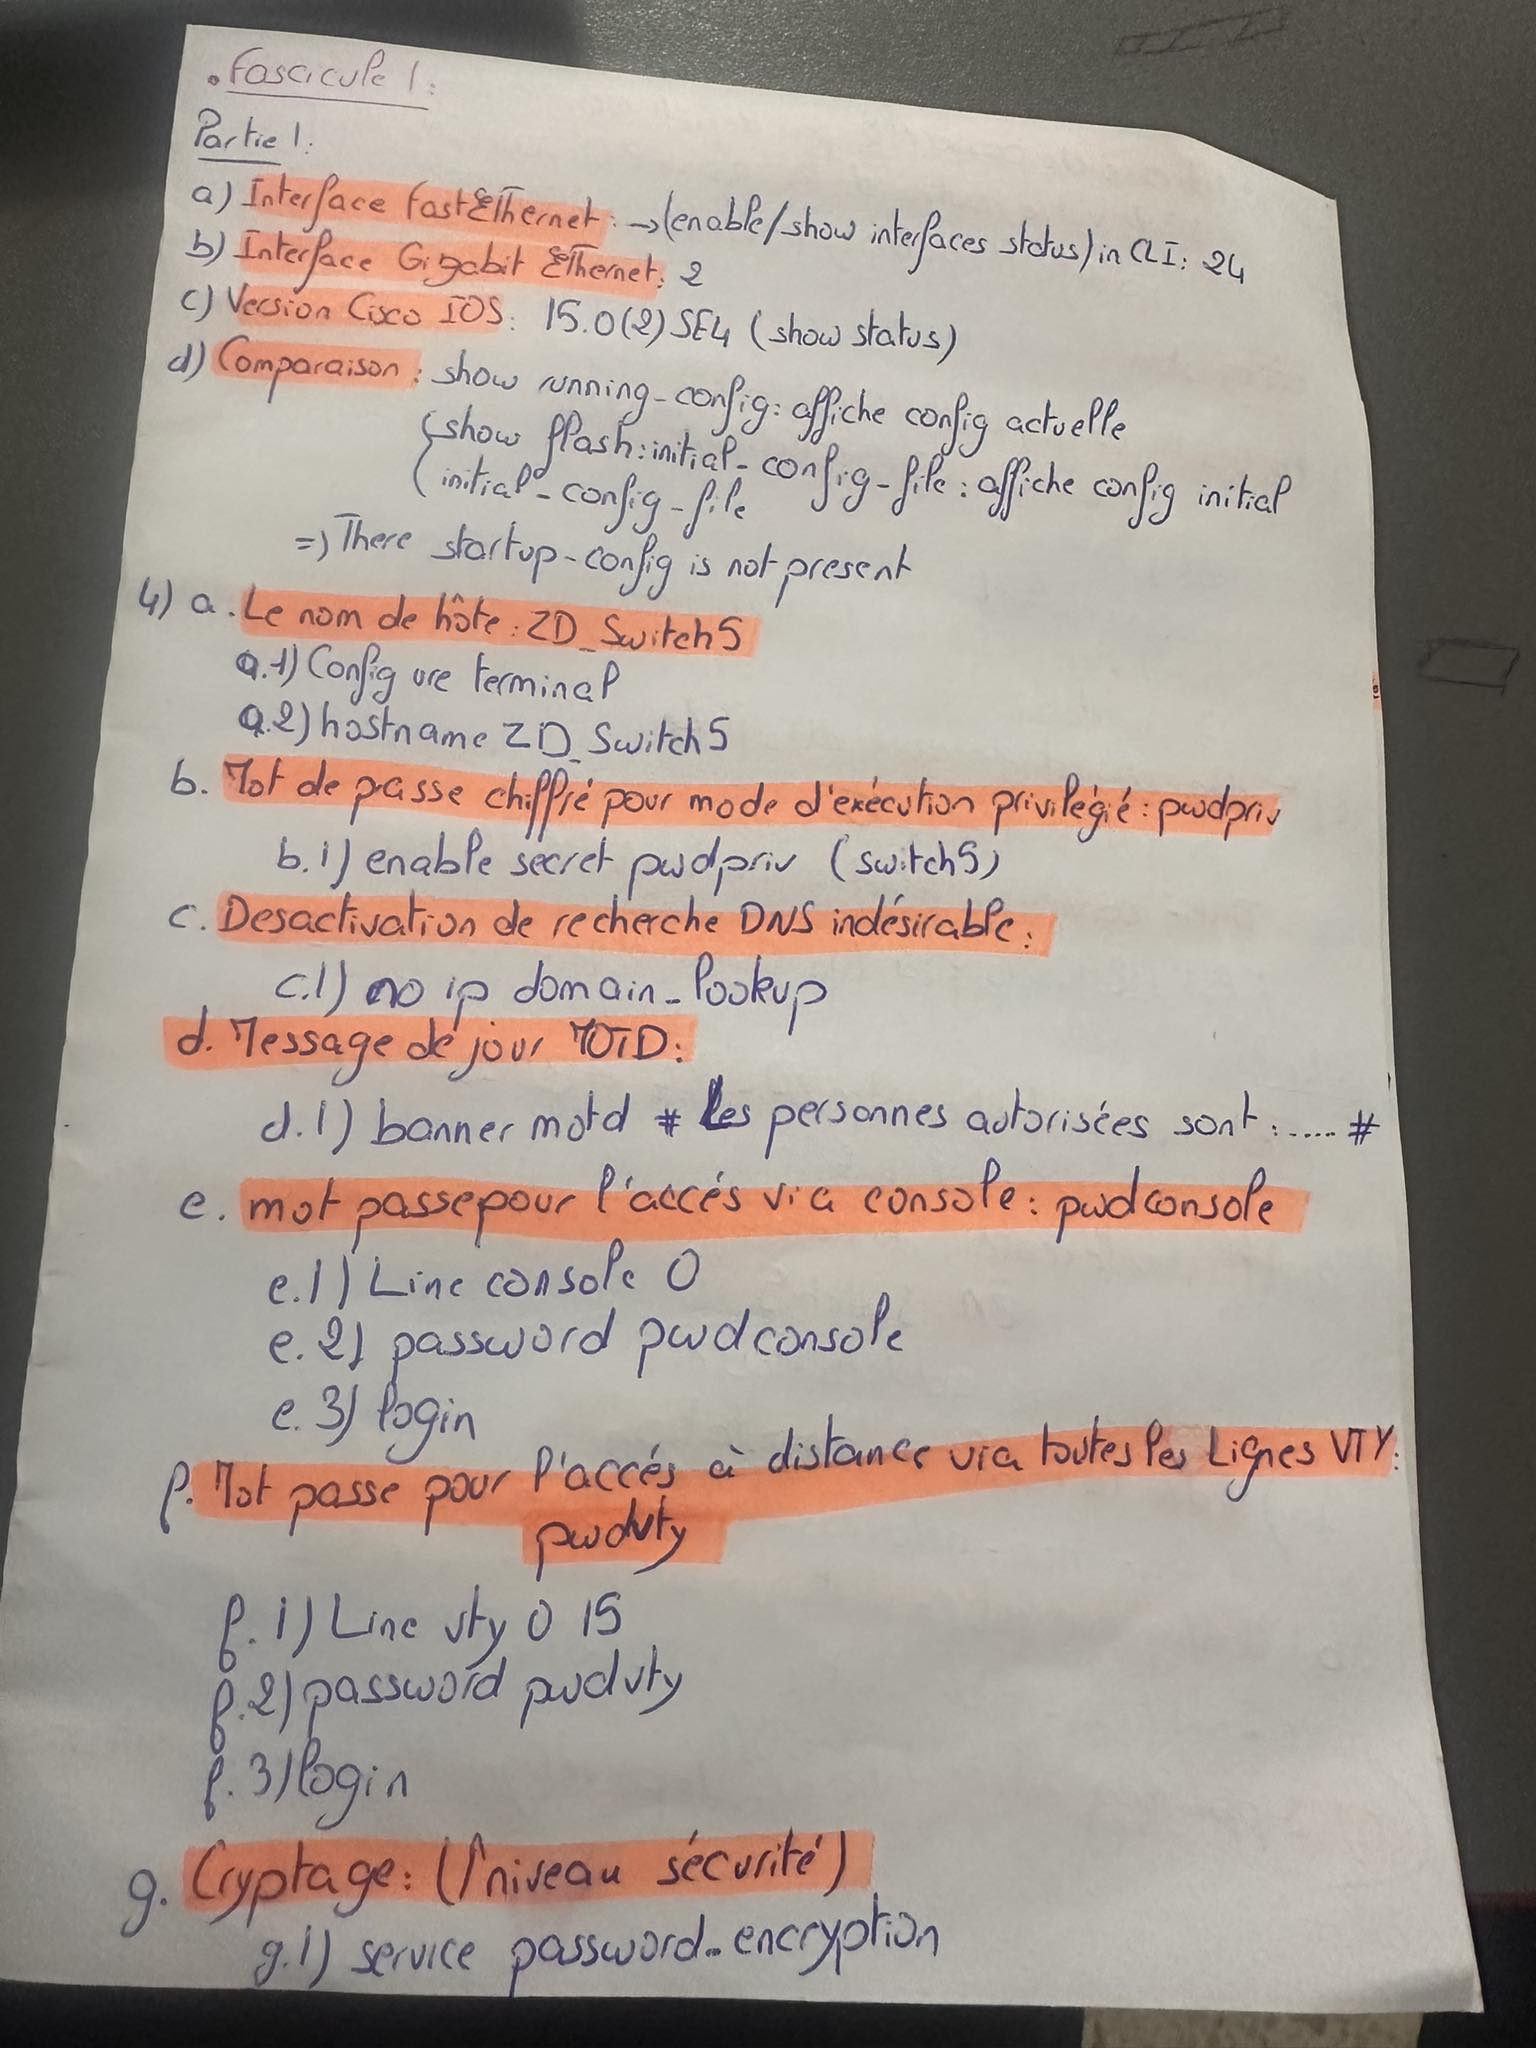 . Fascicule 1:
Partie 1:
a) Interface FastEthernet: → (enable/show interfaces status) in CLI: 24
b) Interface Gigabit Ethernet: 2
c) Version Cisco IOS: 15.0(2)SE4 (show status)
d) Comparaison: show running-config: affiche config actuelle
(show flash:initial-config-file: affiche config initial
(initial-config-file
=) There startup-config is not present
4) a. Le nom de hôte: ZD_Switch5
a.1) Configure terminal
a.2) hostname ZD_Switch5
b. Mot de passe chiffré pour mode d'exécution privilégié: pwdpriv
b.1) enable secret pwdpriv (switch5)
c. Desactivation de recherche DNS indésirable:
c.1) no ip domain-lookup
d. Message de jour MOTD:
d.1) banner motd # Les personnes autorisées sont:..... #
e. mot passe pour l'accés via console: pwdconsole
e.1) Line console 0
e.2) password pwdconsole
e.3) login
f. Mot passe pour l'accés à distance via toutes les Lignes VTY:
pwdvty
f.1) Line vty 0 15
f.2) password pwdvty
f.3) login
g. Cryptage: (1 niveau sécurité)
g.1) service password-encryption